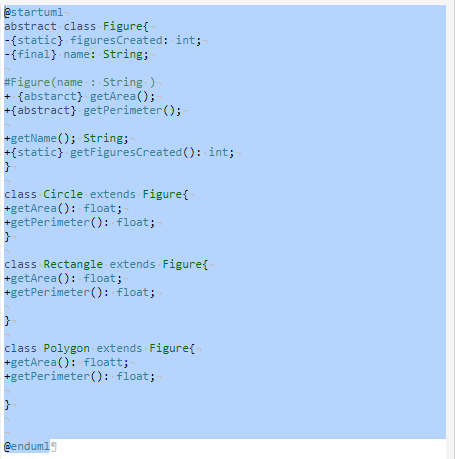 @startuml
abstract class Figure{
-{static} figuresCreated: int;
-{final} name: String;
#Figure(name : String )
+ {abstarct} getArea();
+{abstract} getPerimeter();
+getName(); String;
+{static} getFiguresCreated(): int;
}
class Circle extends Figure{
+getArea(): float;
+getPerimeter(): float;
}
class Rectangle extends Figure{
+getArea(): float;
+getPerimeter(): float;
}
class Polygon extends Figure{
+getArea(): floatt;
+getPerimeter(): float;
}
@enduml